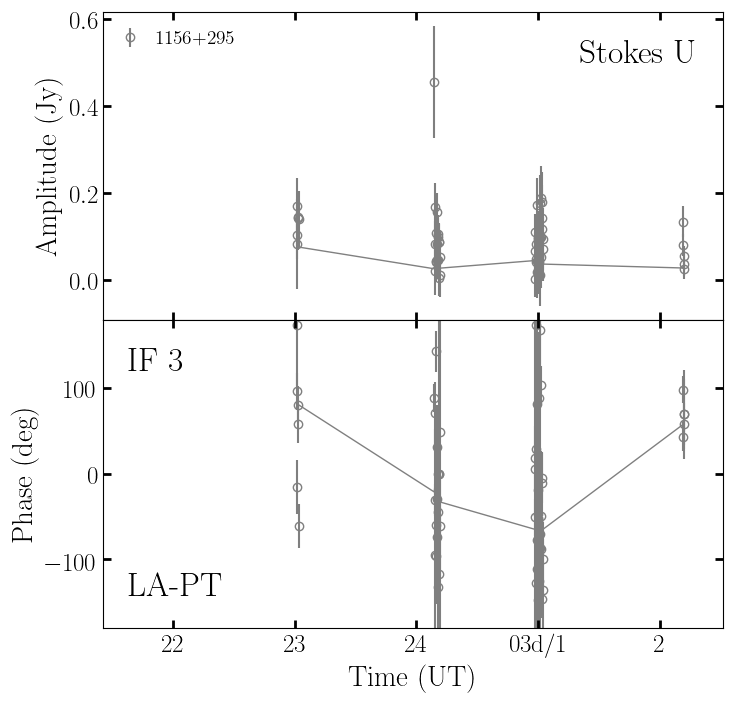 0.6
1156+295
Stokes U
0.4
0.2
0.0
Amplitude (Jy)
IF 3
100
0
−100
Phase (deg)
LA-PT
22 23 24 03d/1 2
Time (UT)